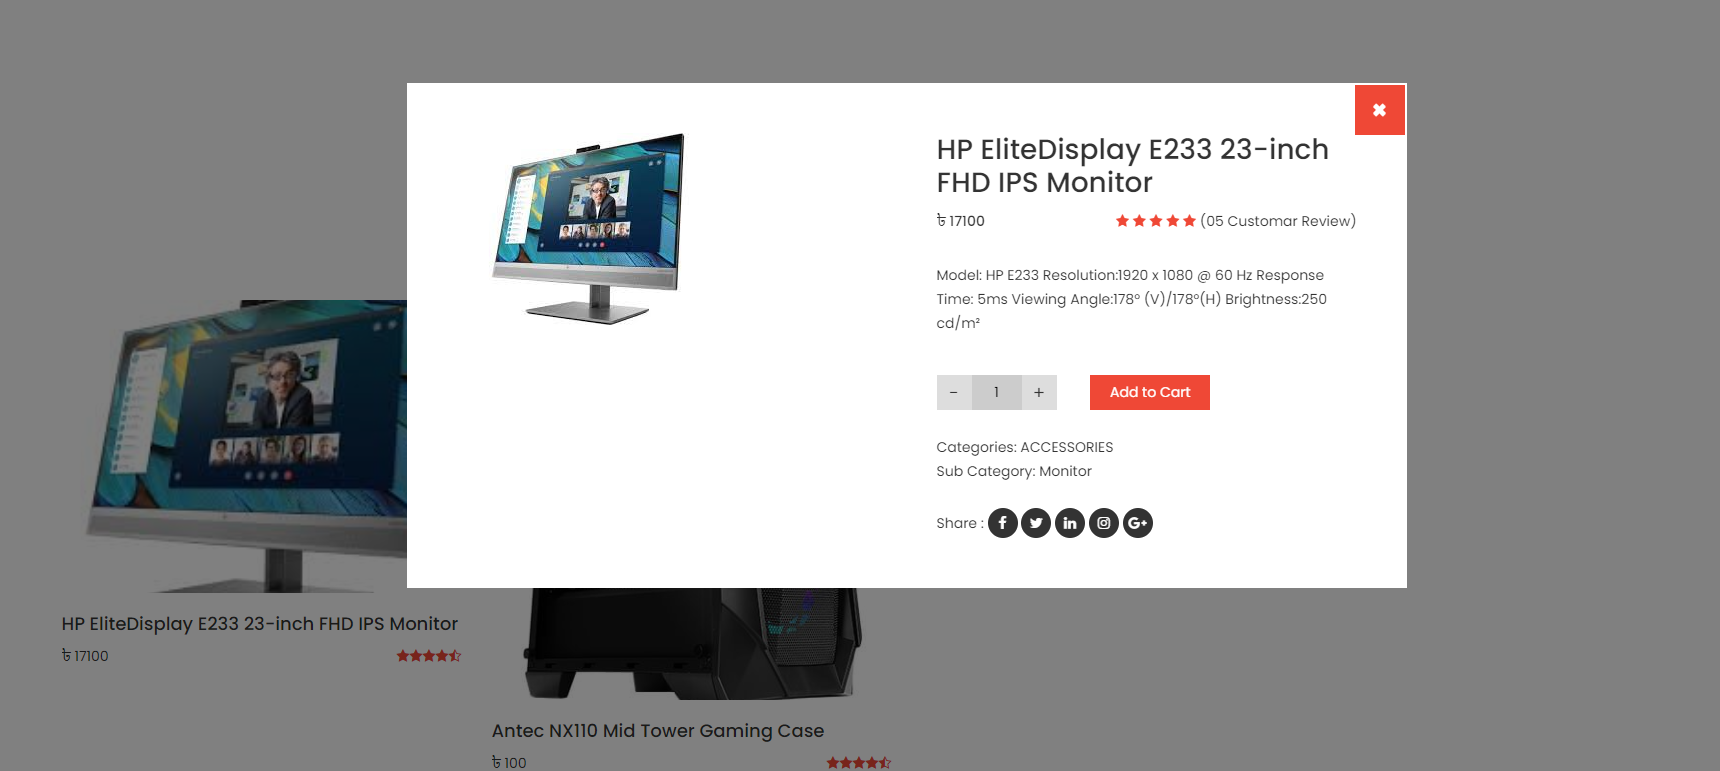 ✖
HP EliteDisplay E233 23-inch
FHD IPS Monitor
৳ 17100
(05 Customar Review)
Model: HP E233 Resolution:1920 x 1080 @ 60 Hz Response
Time: 5ms Viewing Angle:178° (V)/178°(H) Brightness:250
cd/m²
- 1 +
Add to Cart
Categories: ACCESSORIES
Sub Category: Monitor
Share :
HP EliteDisplay E233 23-inch FHD IPS Monitor
৳ 17100
Antec NX110 Mid Tower Gaming Case
৳ 100